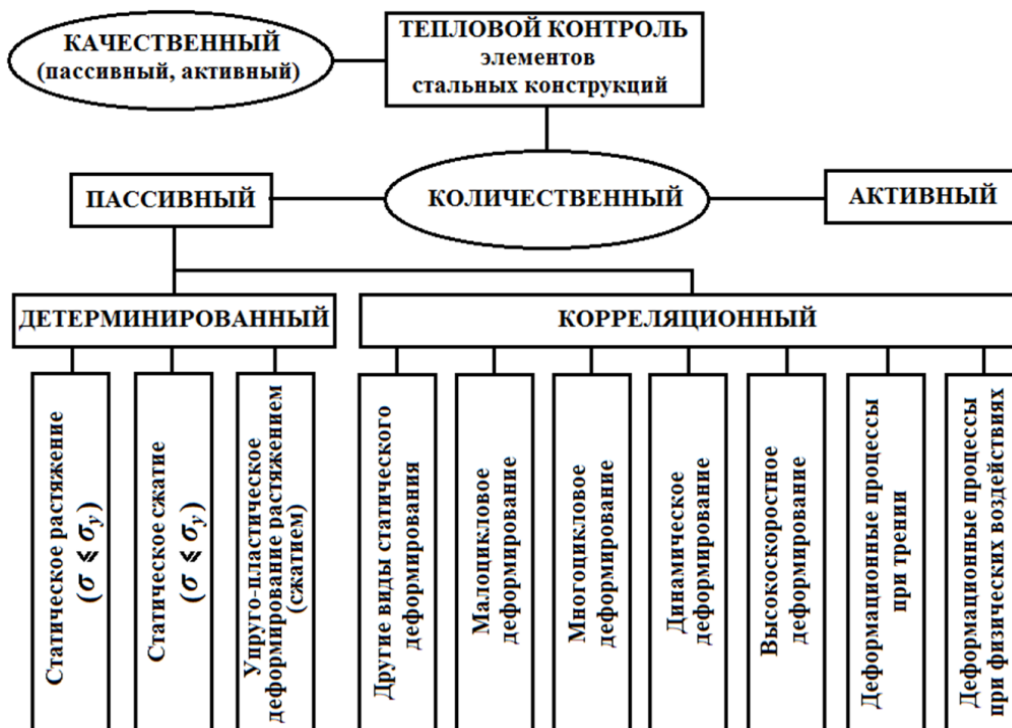 КАЧЕСТВЕННЫЙ
(пассивный, активный)
ТЕПЛОВОЙ КОНТРОЛЬ
элементов
стальных конструкций
ПАССИВНЫЙ
КОЛИЧЕСТВЕННЫЙ
АКТИВНЫЙ
ДЕТЕРМИНИРОВАННЫЙ
КОРРЕЛЯЦИОННЫЙ
Статическое растяжение
(σ ⩽ σy)
Статическое сжатие
(σ ⩽ σy)
Упруго-пластическое
деформирование растяжением
(сжатием)
Другие виды статического
деформирования
Малоцикловое
деформирование
Многоцикловое
деформирование
Динамическое
деформирование
Высокоскоростное
деформирование
Деформационные процессы
при трении
Деформационные процессы
при физических воздействиях